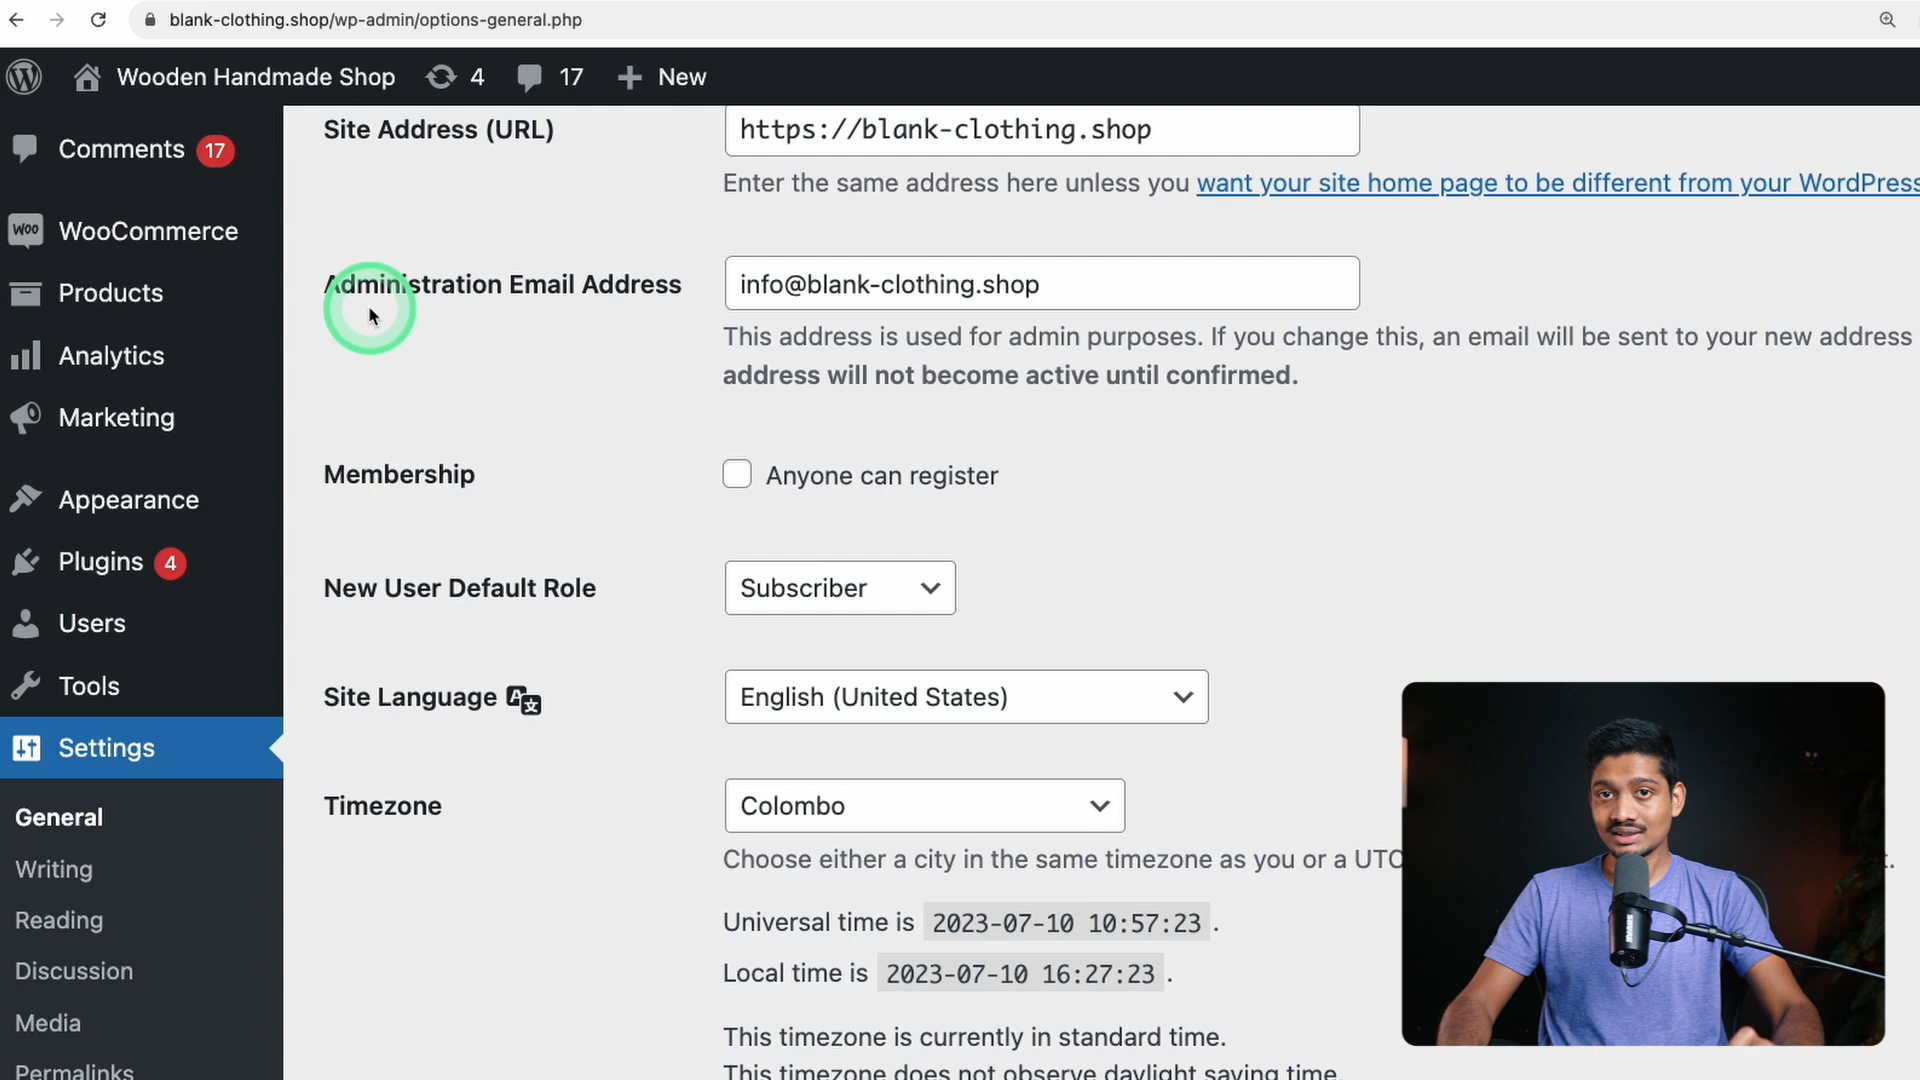 blank-clothing.shop/wp-admin/options-general.php
Wooden Handmade Shop 4 17 New
Comments 17
WooCommerce
Products
Analytics
Marketing
Appearance
Plugins 4
Users
Tools
Settings
General
Writing
Reading
Discussion
Media
Permalinks
Site Address (URL)
https://blank-clothing.shop
Enter the same address here unless you want your site home page to be different from your WordPress
Administration Email Address
info@blank-clothing.shop
This address is used for admin purposes. If you change this, an email will be sent to your new address
address will not become active until confirmed.
Membership
Anyone can register
New User Default Role
Subscriber
Site Language
English (United States)
Timezone
Colombo
Choose either a city in the same timezone as you or a UTC
Universal time is 2023-07-10 10:57:23 .
Local time is 2023-07-10 16:27:23 .
This timezone is currently in standard time.
This timezone does not observe daylight saving time.